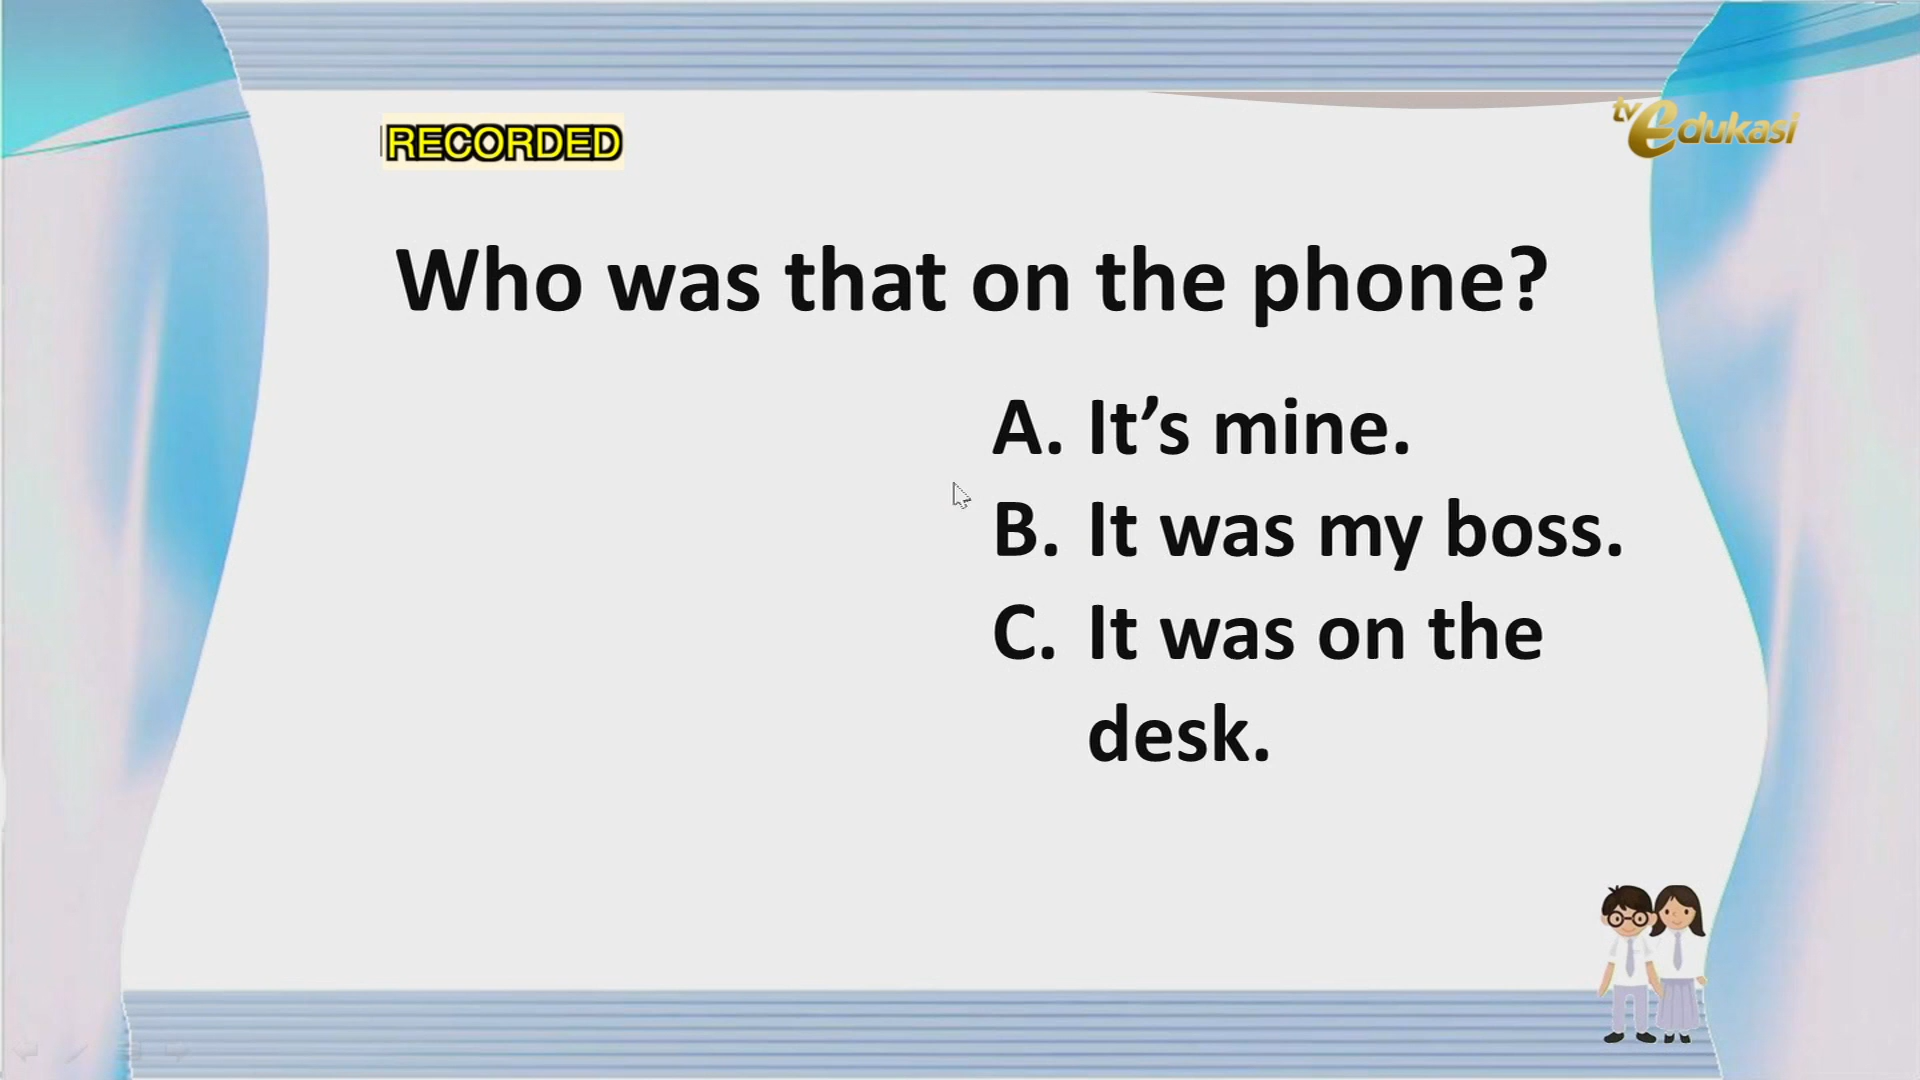 RECORDED
tv edukasi
Who was that on the phone?
A. It’s mine.
B. It was my boss.
C. It was on the
desk.